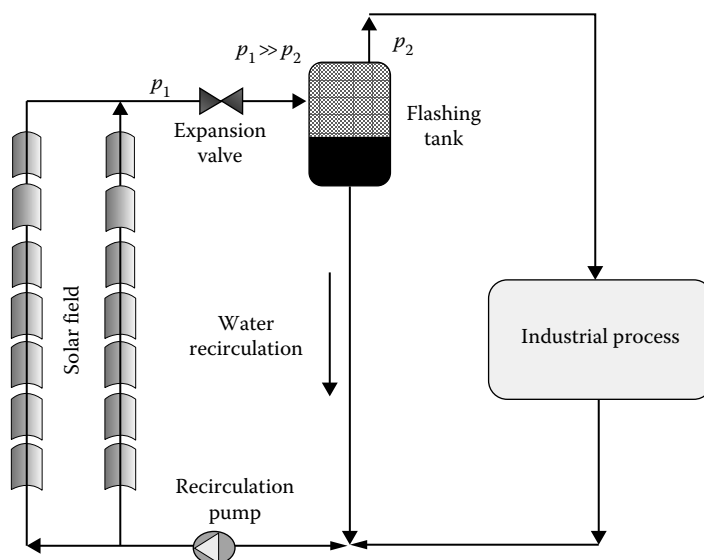 p₁ >> p₂
p₂
p₁
Expansion
valve
Flashing
tank
Solar field
Water
recirculation
Industrial process
Recirculation
pump